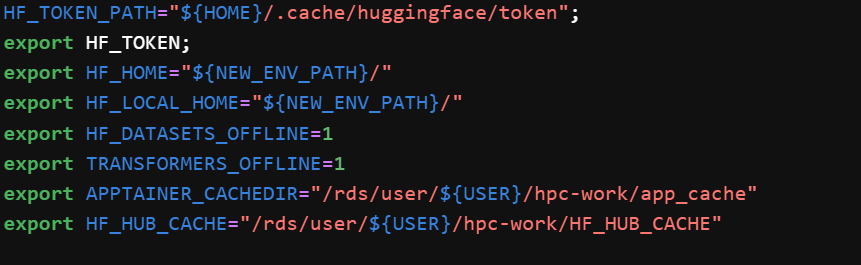 HF_TOKEN_PATH="${HOME}/.cache/huggingface/token";
export HF_TOKEN;
export HF_HOME="${NEW_ENV_PATH}/"
export HF_LOCAL_HOME="${NEW_ENV_PATH}/"
export HF_DATASETS_OFFLINE=1
export TRANSFORMERS_OFFLINE=1
export APPTAINER_CACHEDIR="/rds/user/${USER}/hpc-work/app_cache"
export HF_HUB_CACHE="/rds/user/${USER}/hpc-work/HF_HUB_CACHE"